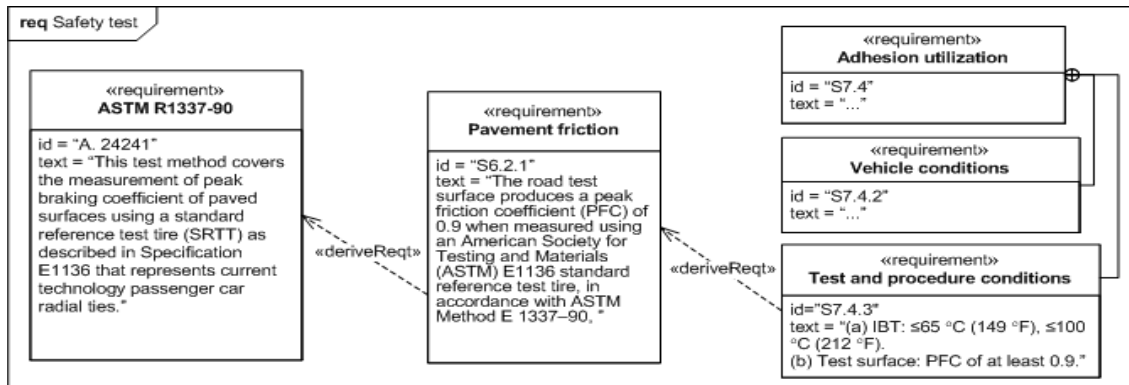 req Safety test
«requirement»
ASTM R1337-90
id = “A. 24241”
text = “This test method covers
the measurement of peak
braking coefficient of paved
surfaces using a standard
reference test tire (SRTT) as
described in Specification
E1136 that represents current
technology passenger car
radial ties.”
«deriveReqt»
«requirement»
Pavement friction
id = “S6.2.1”
text = “The road test
surface produces a peak
friction coefficient (PFC) of
0.9 when measured using
an American Society for
Testing and Materials
(ASTM) E1136 standard
reference test tire, in
accordance with ASTM
Method E 1337–90, ”
«deriveReqt»
«requirement»
Adhesion utilization
id = “S7.4”
text = “...”
«requirement»
Vehicle conditions
id = “S7.4.2”
text = “...”
«requirement»
Test and procedure conditions
id=”S7.4.3”
text = “(a) IBT: ≤65 °C (149 °F), ≤100
°C (212 °F).
(b) Test surface: PFC of at least 0.9.”